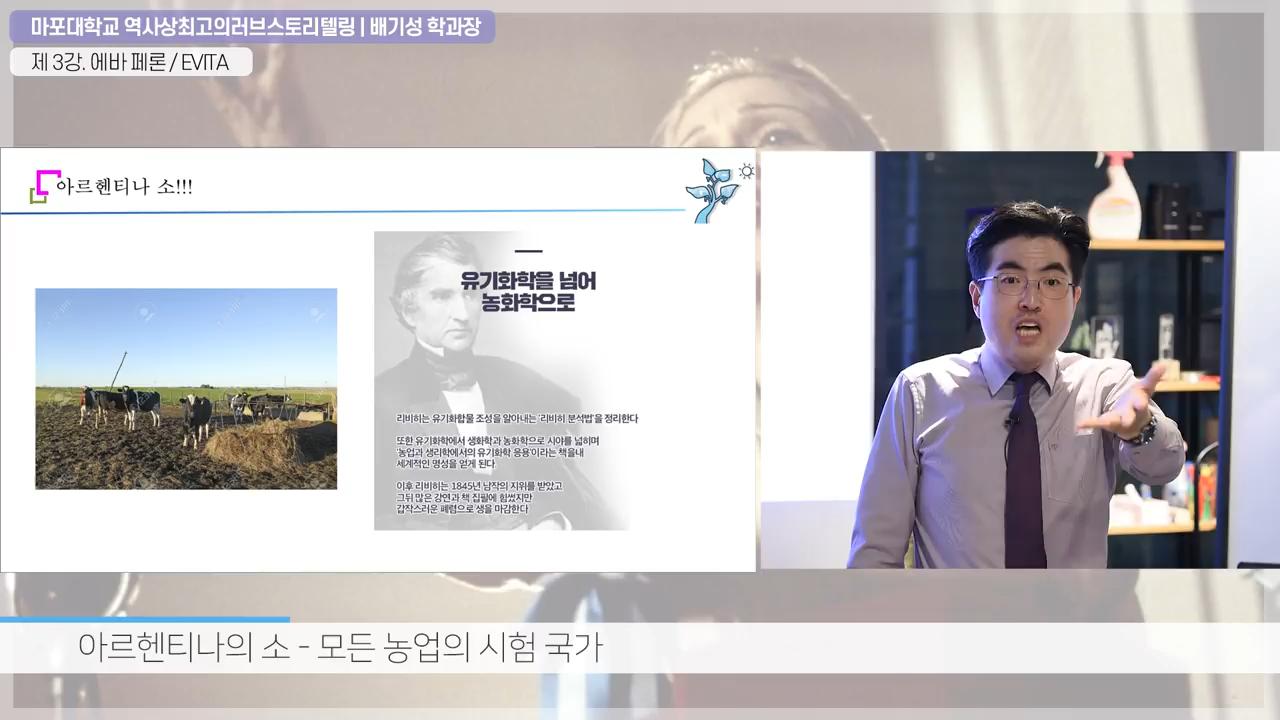 마포대학교 역사상최고의러브스토리텔링 | 배기성 학과장
제 3강. 에바 페론 / EVITA
아르헨티나 소!!!
유기화학을 넘어
농화학으로
리비히는 유기화합물 조성을 알아내는 '리비히 분석법'을 정리한다
또한 유기화학에서 생화학과 농화학으로 시야를 넓히며
'농업과 생리학에서의 유기화학 응용'이라는 책을내
세계적인 명성을 얻게 된다
이후 리비히는 1845년 남작의 지위를 받았고
그뒤 많은 강연과 책 집필에 힘썼지만
갑작스러운 폐렴으로 생을 마감한다
아르헨티나의 소 - 모든 농업의 시험 국가